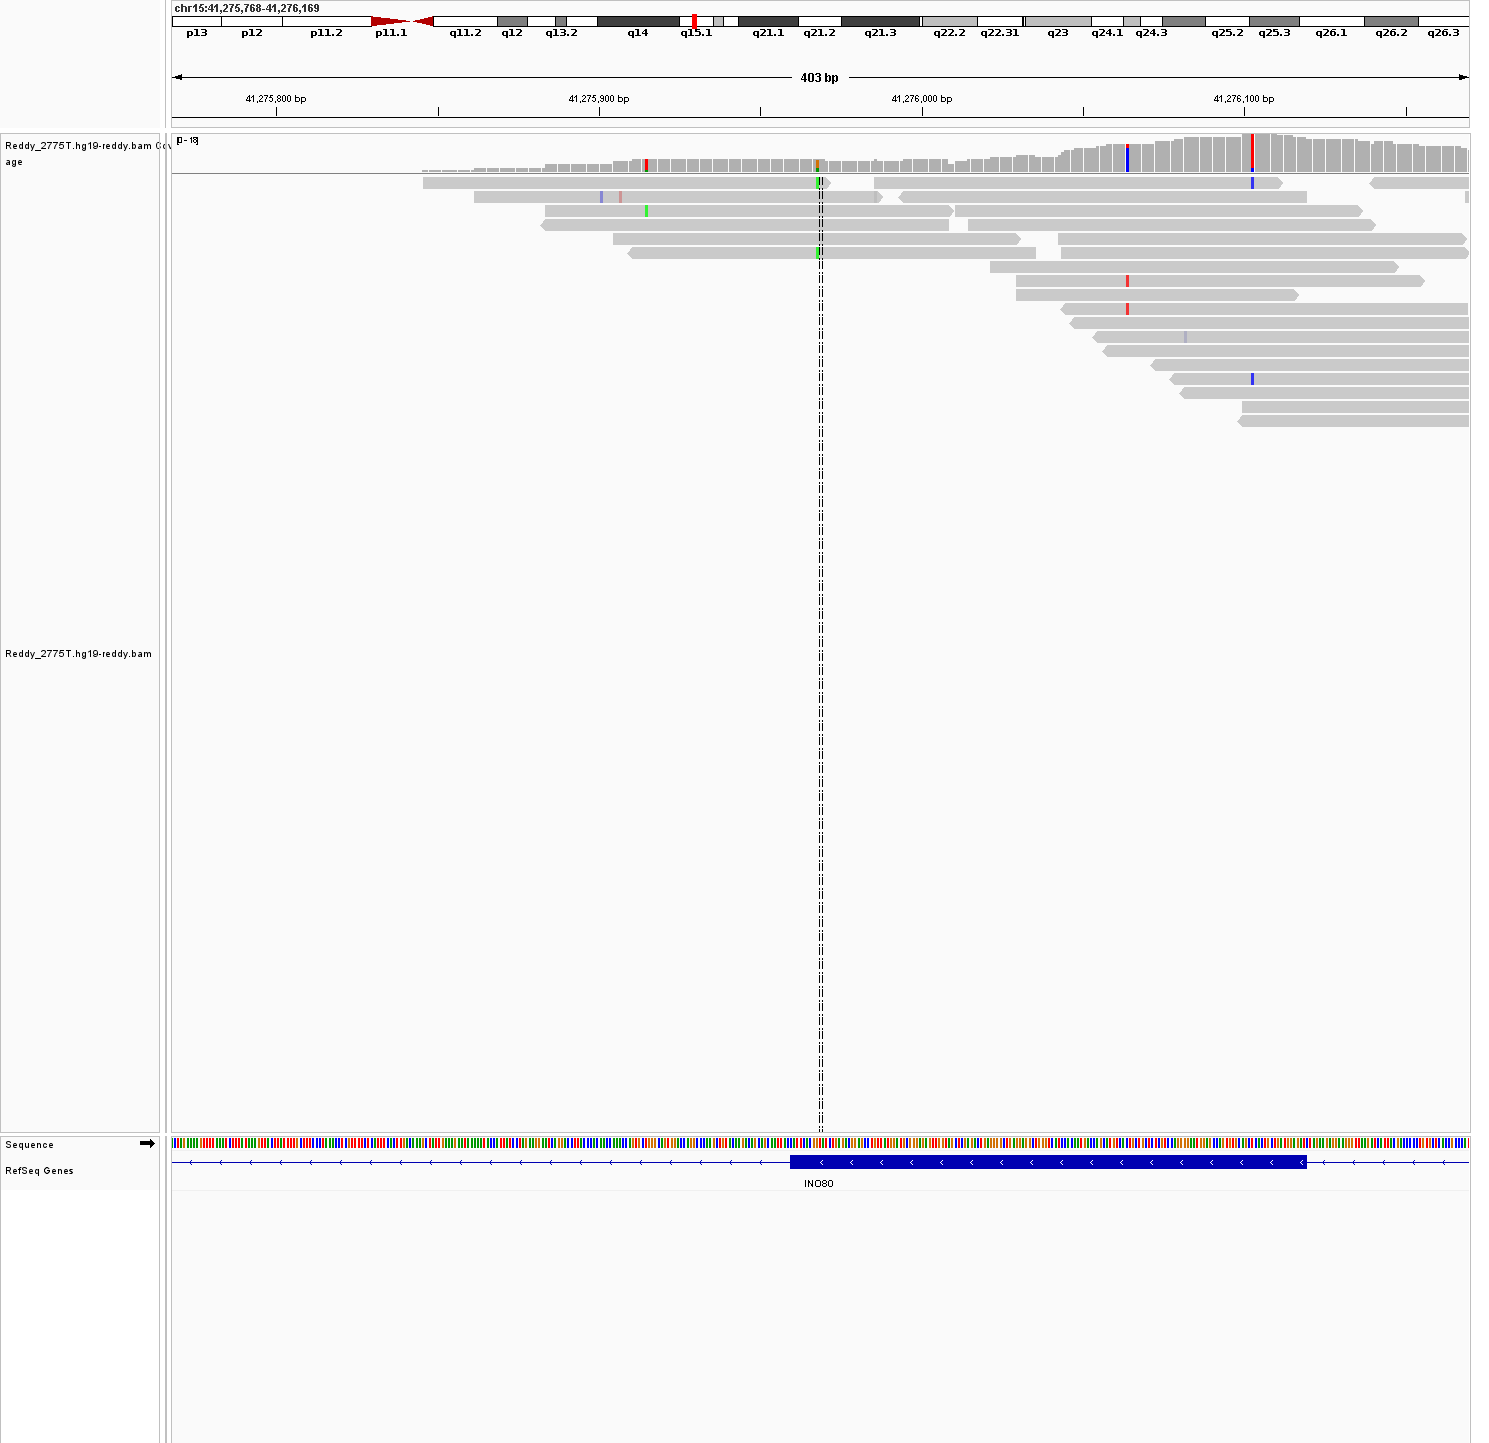 chr15:41,275,768-41,276,169
p13 p12 p11.2 p11.1 q11.2 q12 q13.2 q14 q15.1 q21.1 q21.2 q21.3 q22.2 q22.31 q23 q24.1 q24.3 q25.2 q25.3 q26.1 q26.2 q26.3
403 bp
41,275,800 bp 41,275,900 bp 41,276,000 bp 41,276,100 bp
Reddy_2775T.hg19-reddy.bam Cov
age
[0 - 18]
Reddy_2775T.hg19-reddy.bam
Sequence
RefSeq Genes
INO80